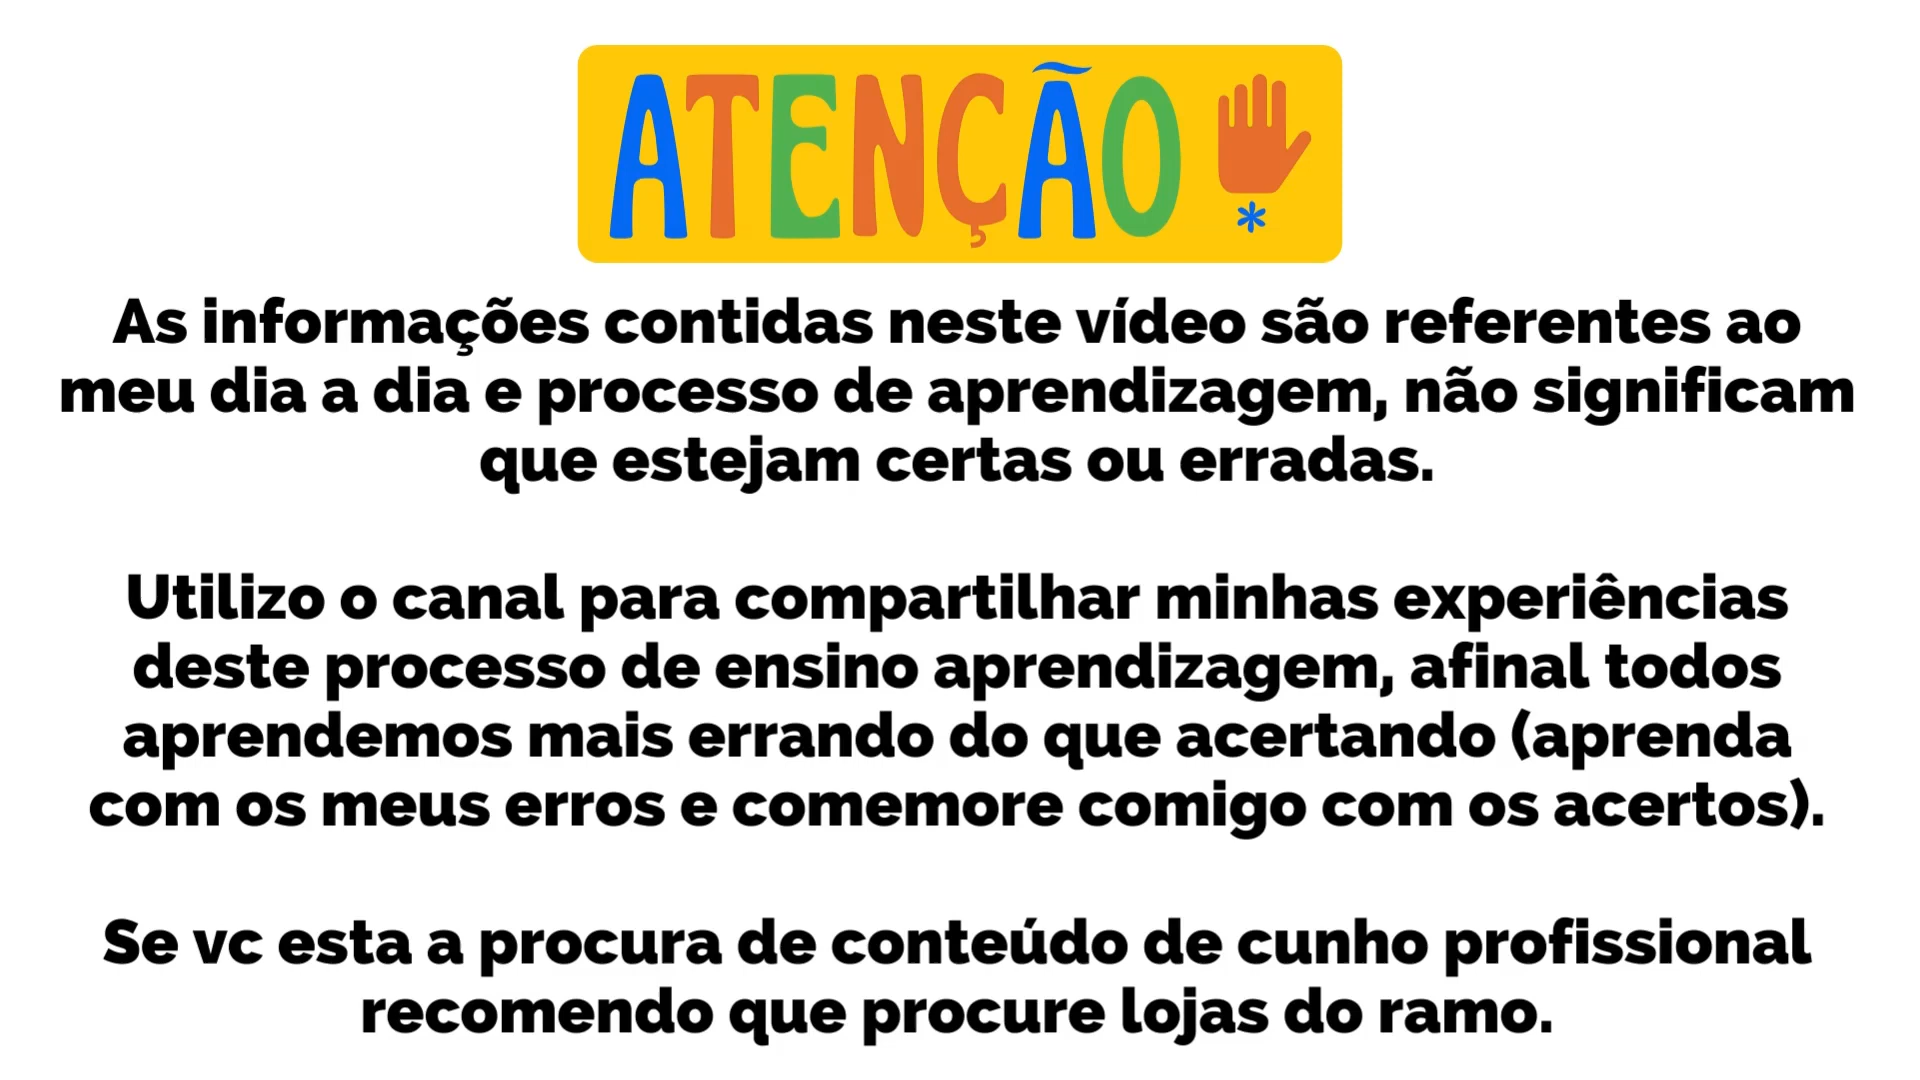 ATENÇÃO
As informações contidas neste vídeo são referentes ao
meu dia a dia e processo de aprendizagem, não significam
que estejam certas ou erradas.
Utilizo o canal para compartilhar minhas experiências
deste processo de ensino aprendizagem, afinal todos
aprendemos mais errando do que acertando (aprenda
com os meus erros e comemore comigo com os acertos).
Se vc esta a procura de conteúdo de cunho profissional
recomendo que procure lojas do ramo.